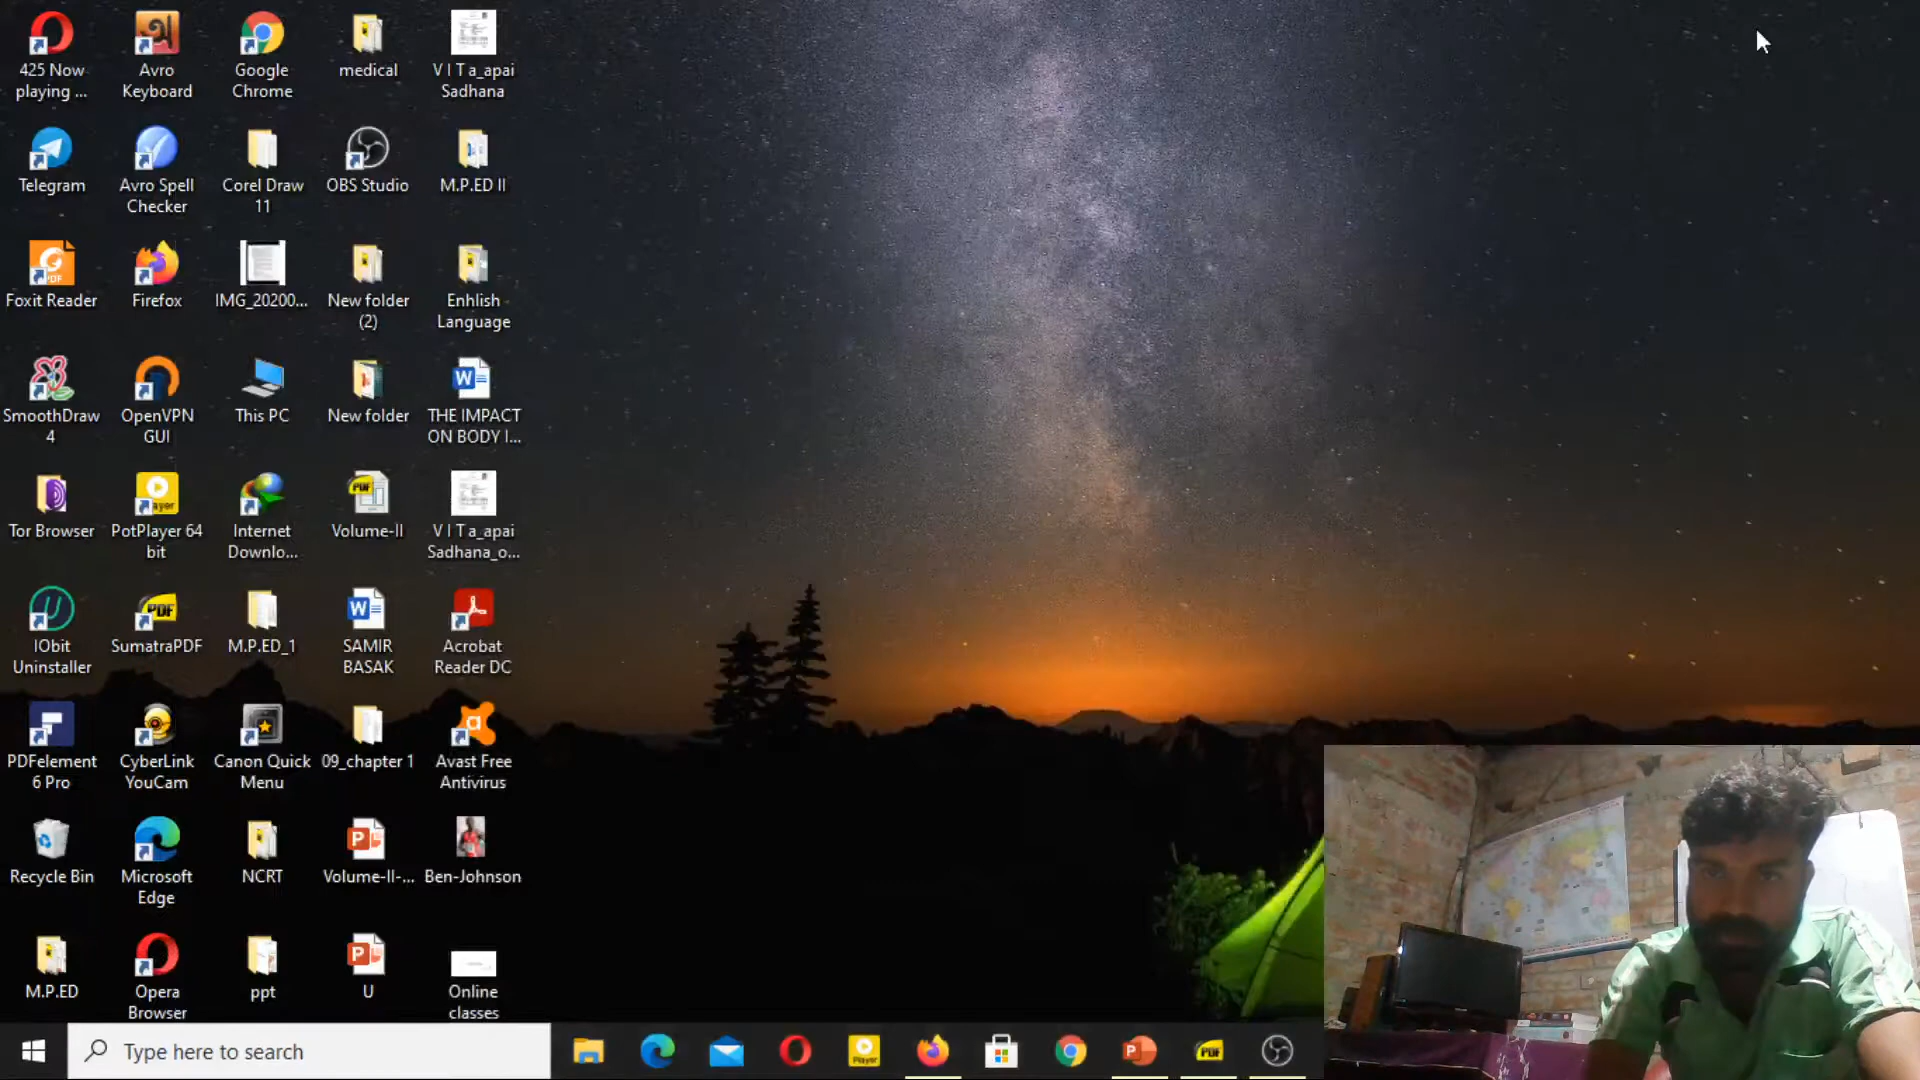 425 Now
playing ...
Avro
Keyboard
Google
Chrome
medical
V I T a_apai
Sadhana
Telegram
Avro Spell
Checker
Corel Draw
11
OBS Studio
M.P.ED II
Foxit Reader
Firefox
IMG_20200...
New folder
(2)
Enhlish
Language
SmoothDraw
4
OpenVPN
GUI
This PC
New folder
THE IMPACT
ON BODY I...
Tor Browser
PotPlayer 64
bit
Internet
Downlo...
Volume-II
V I T a_apai
Sadhana_o...
IObit
Uninstaller
SumatraPDF
M.P.ED_1
SAMIR
BASAK
Acrobat
Reader DC
PDFelement
6 Pro
CyberLink
YouCam
Canon Quick
Menu
09_chapter 1
Avast Free
Antivirus
Recycle Bin
Microsoft
Edge
NCRT
Volume-II-...
Ben-Johnson
M.P.ED
Opera
Browser
ppt
U
Online
classes
Type here to search